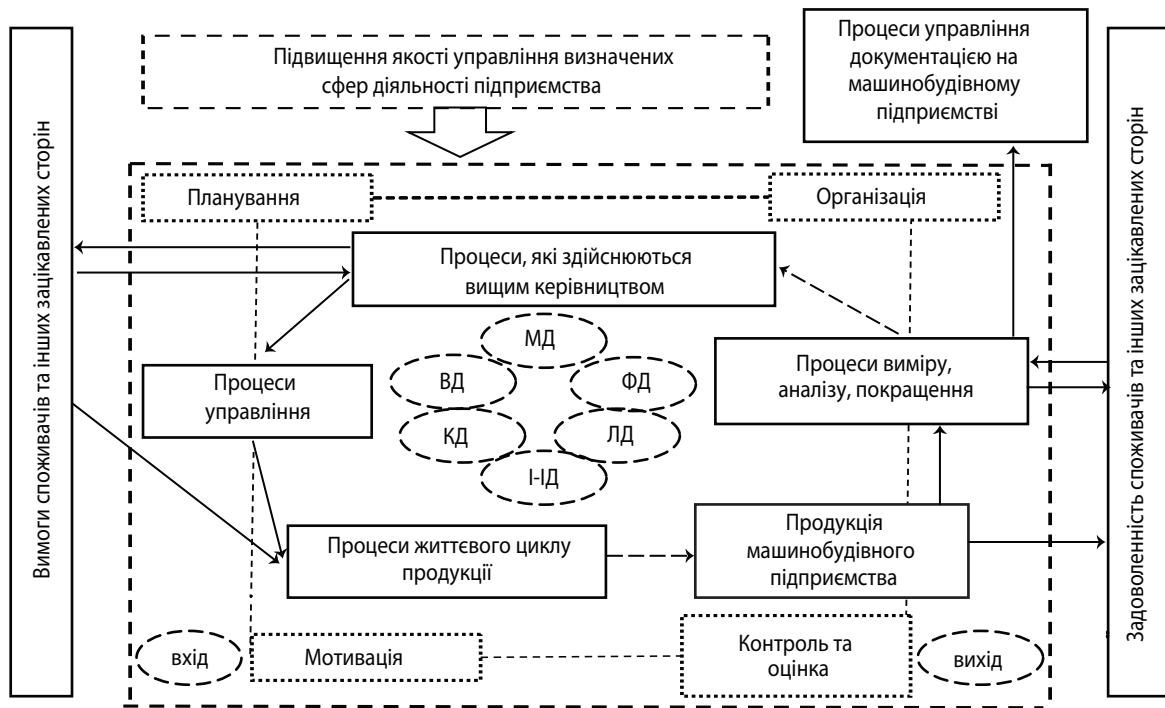 Вимоги споживачів та інших зацікавлених сторін
Підвищення якості управління визначених
сфер діяльності підприємства
Процеси управління
документацією на
машинобудівному
підприємстві
Задоволенність споживачів та інших зацікавлених сторін
Планування
Організація
Процеси, які здійснюються
вищим керівництвом
МД
ВД
ФД
КД
ЛД
І-ІД
Процеси
управління
Процеси виміру,
аналізу, покращення
Процеси життєвого циклу
продукції
Продукція
машинобудівного
підприємства
вхід
Мотивація
Контроль та
оцінка
вихід